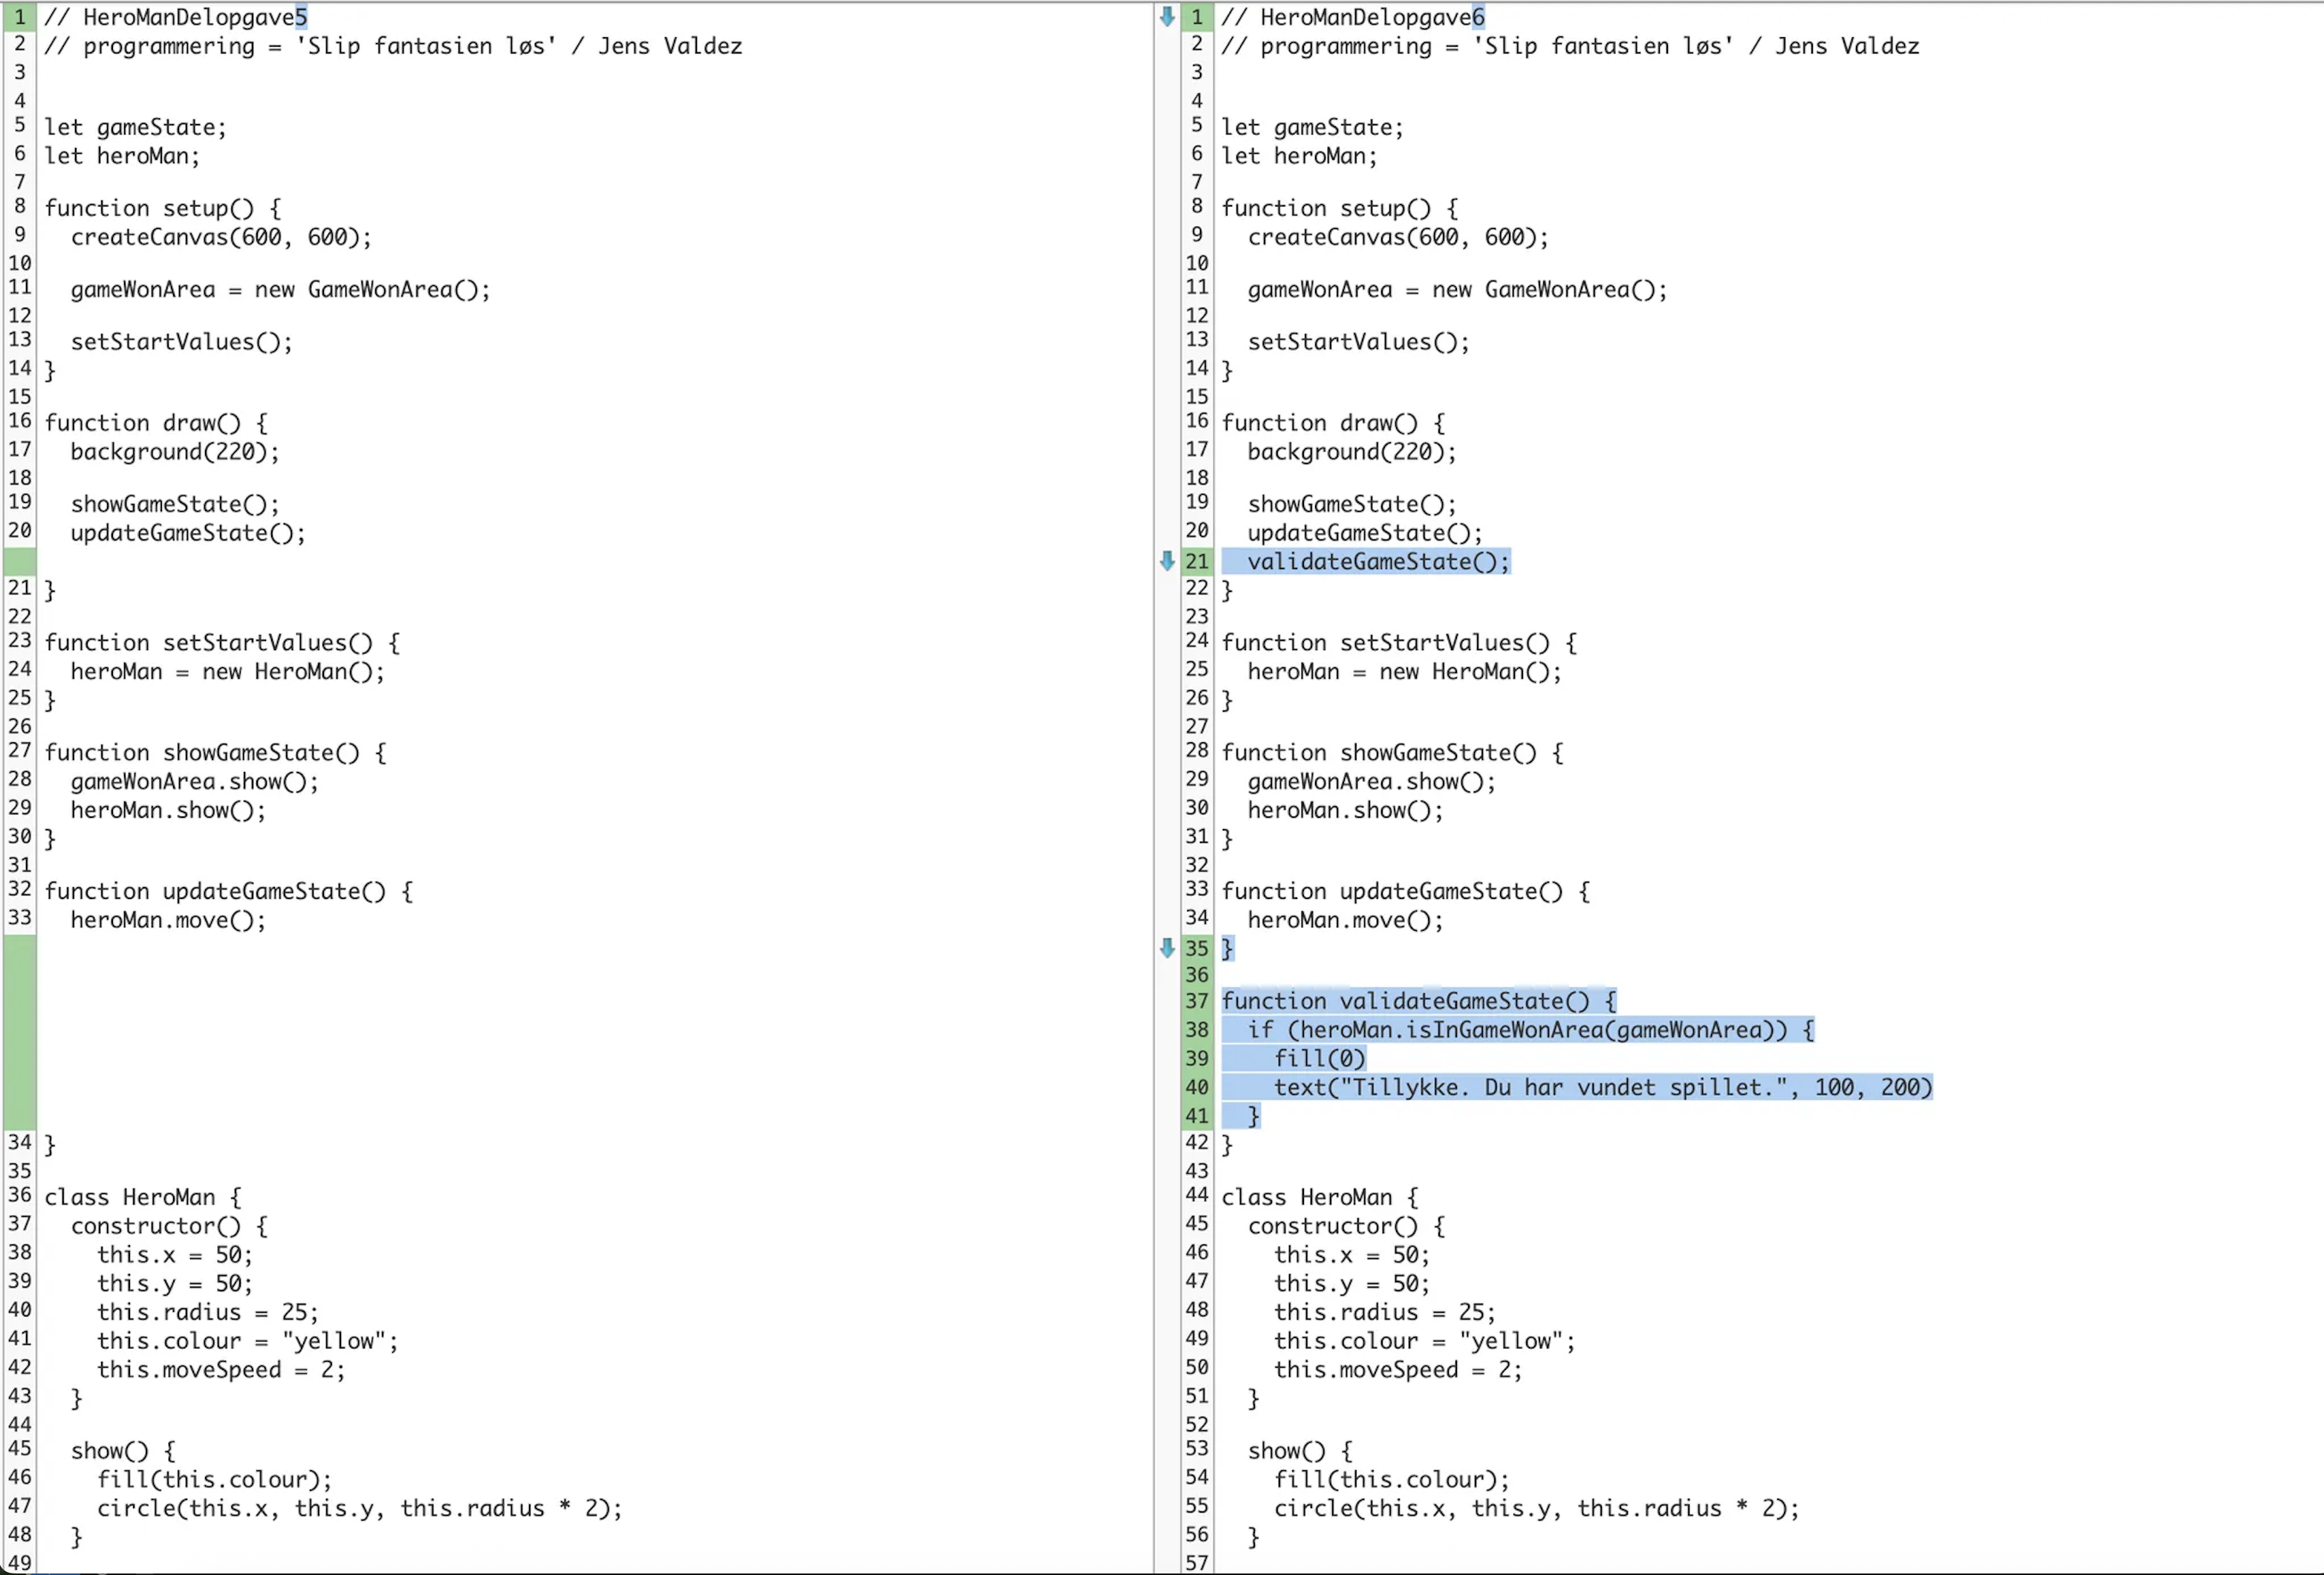 1 // HeroManDelopgave5
2 // programmering = 'Slip fantasien løs' / Jens Valdez
3
4
5 let gameState;
6 let heroMan;
7
8 function setup() {
9   createCanvas(600, 600);
10
11   gameWonArea = new GameWonArea();
12
13   setStartValues();
14 }
15
16 function draw() {
17   background(220);
18
19   showGameState();
20   updateGameState();
21 }
22
23 function setStartValues() {
24   heroMan = new HeroMan();
25 }
26
27 function showGameState() {
28   gameWonArea.show();
29   heroMan.show();
30 }
31
32 function updateGameState() {
33   heroMan.move();
34 }
35
36 class HeroMan {
37   constructor() {
38     this.x = 50;
39     this.y = 50;
40     this.radius = 25;
41     this.colour = "yellow";
42     this.moveSpeed = 2;
43   }
44
45   show() {
46     fill(this.colour);
47     circle(this.x, this.y, this.radius * 2);
48   }
49
1 // HeroManDelopgave6
2 // programmering = 'Slip fantasien løs' / Jens Valdez
3
4
5 let gameState;
6 let heroMan;
7
8 function setup() {
9   createCanvas(600, 600);
10
11   gameWonArea = new GameWonArea();
12
13   setStartValues();
14 }
15
16 function draw() {
17   background(220);
18
19   showGameState();
20   updateGameState();
21   validateGameState();
22 }
23
24 function setStartValues() {
25   heroMan = new HeroMan();
26 }
27
28 function showGameState() {
29   gameWonArea.show();
30   heroMan.show();
31 }
32
33 function updateGameState() {
34   heroMan.move();
35 }
36
37 function validateGameState() {
38   if (heroMan.isInGameWonArea(gameWonArea)) {
39     fill(0)
40     text("Tillykke. Du har vundet spillet.", 100, 200)
41   }
42 }
43
44 class HeroMan {
45   constructor() {
46     this.x = 50;
47     this.y = 50;
48     this.radius = 25;
49     this.colour = "yellow";
50     this.moveSpeed = 2;
51   }
52
53   show() {
54     fill(this.colour);
55     circle(this.x, this.y, this.radius * 2);
56   }
57